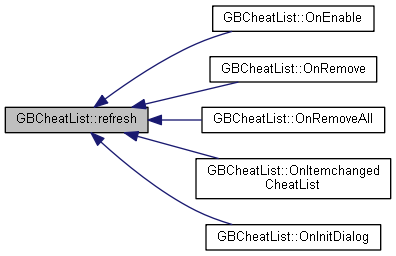 GBCheatList::OnEnable
GBCheatList::OnRemove
GBCheatList::refresh
GBCheatList::OnRemoveAll
GBCheatList::OnItemchanged
CheatList
GBCheatList::OnInitDialog